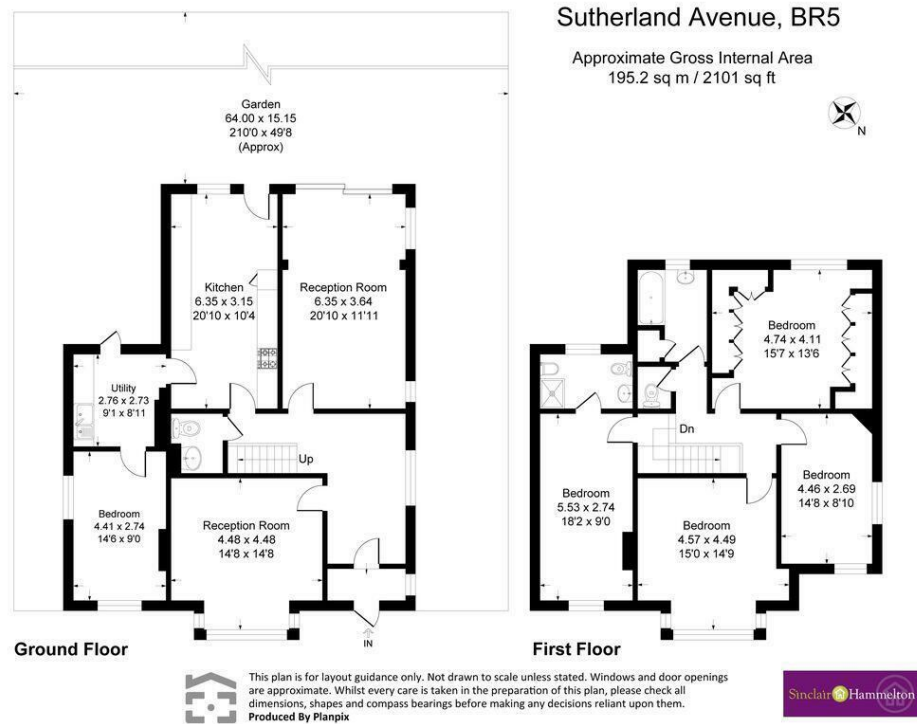 Sutherland Avenue, BR5
Approximate Gross Internal Area
195.2 sq m / 2101 sq ft
N
Garden
64.00 x 15.15
210'0 x 49'8
(Approx)
Kitchen
6.35 x 3.15
20'10 x 10'4
Reception Room
6.35 x 3.64
20'10 x 11'11
Utility
2.76 x 2.73
9'1 x 8'11
Up
Bedroom
4.41 x 2.74
14'6 x 9'0
Reception Room
4.48 x 4.48
14'8 x 14'8
IN
Ground Floor
Bedroom
4.74 x 4.11
15'7 x 13'6
Dn
Bedroom
5.53 x 2.74
18'2 x 9'0
Bedroom
4.57 x 4.49
15'0 x 14'9
Bedroom
4.46 x 2.69
14'8 x 8'10
First Floor
This plan is for layout guidance only. Not drawn to scale unless stated. Windows and door openings
are approximate. Whilst every care is taken in the preparation of this plan, please check all
dimensions, shapes and compass bearings before making any decisions reliant upon them.
Produced By Planpix
Sinclair Hammelton